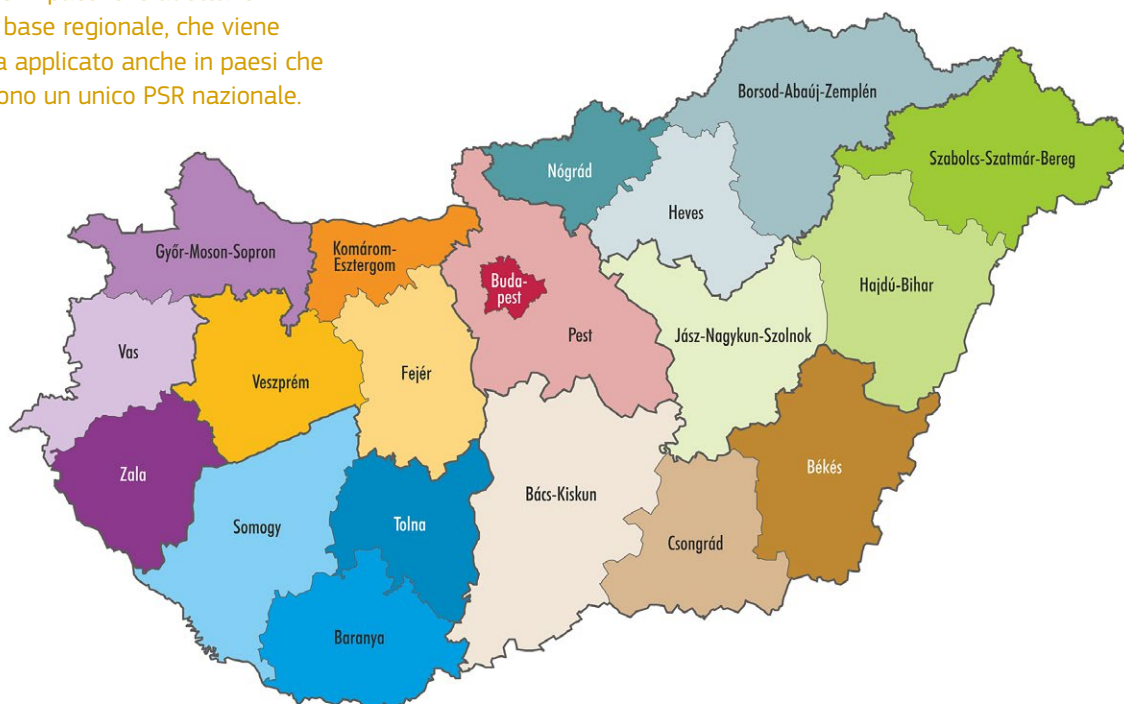 base regionale, che viene
a applicato anche in paesi che
ono un unico PSR nazionale.
Borsod-Abaúj-Zemplén
Szabolcs-Szatmár-Bereg
Nógrád
Heves
Győr-Moson-Sopron
Komárom-
Esztergom
Buda-
pest
Hajdú-Bihar
Pest
Jász-Nagykun-Szolnok
Vas
Veszprém
Fejér
Zala
Békés
Bács-Kiskun
Somogy
Tolna
Csongrád
Baranya